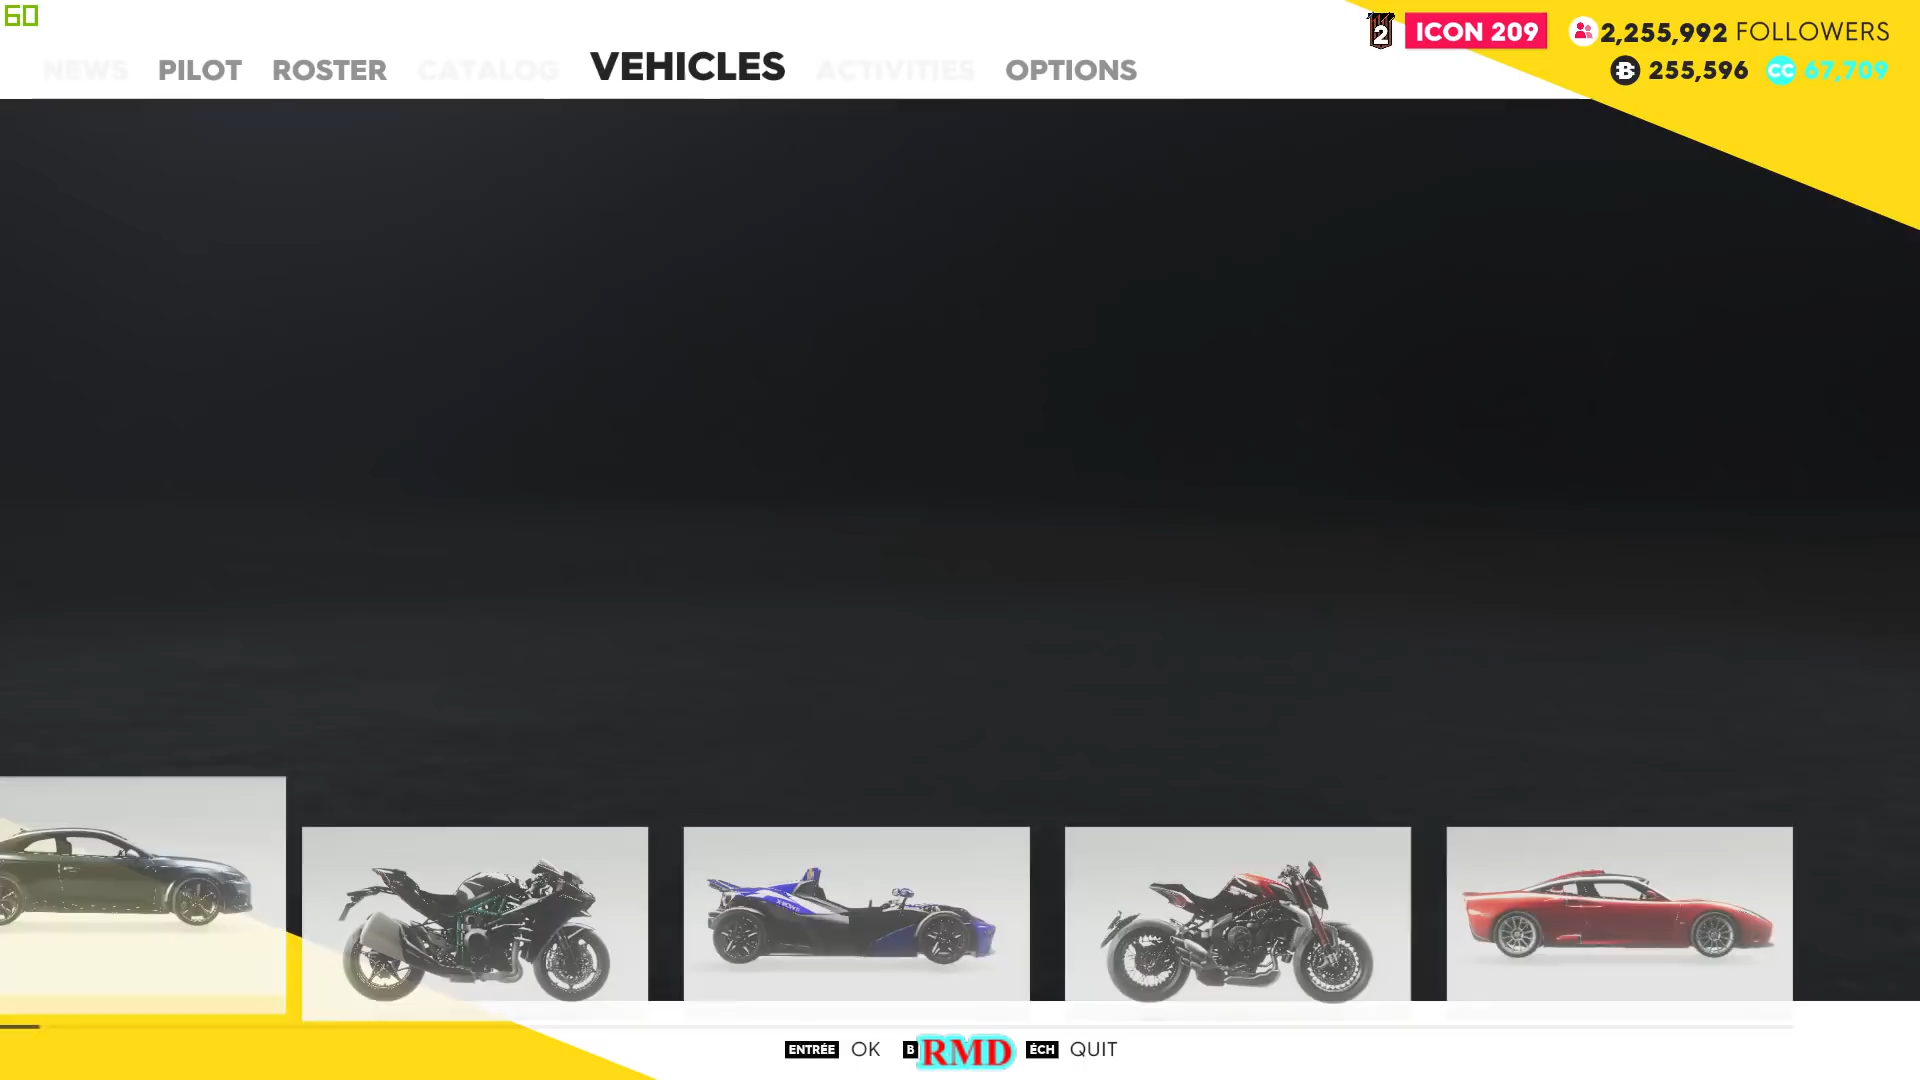 60
2 ICON 209 2,255,992 FOLLOWERS
NEWS PILOT ROSTER CATALOG VEHICLES ACTIVITIES OPTIONS
255,596 CC 67,709
X-BOW
ENTRÉE OK B RMD ÉCH QUIT